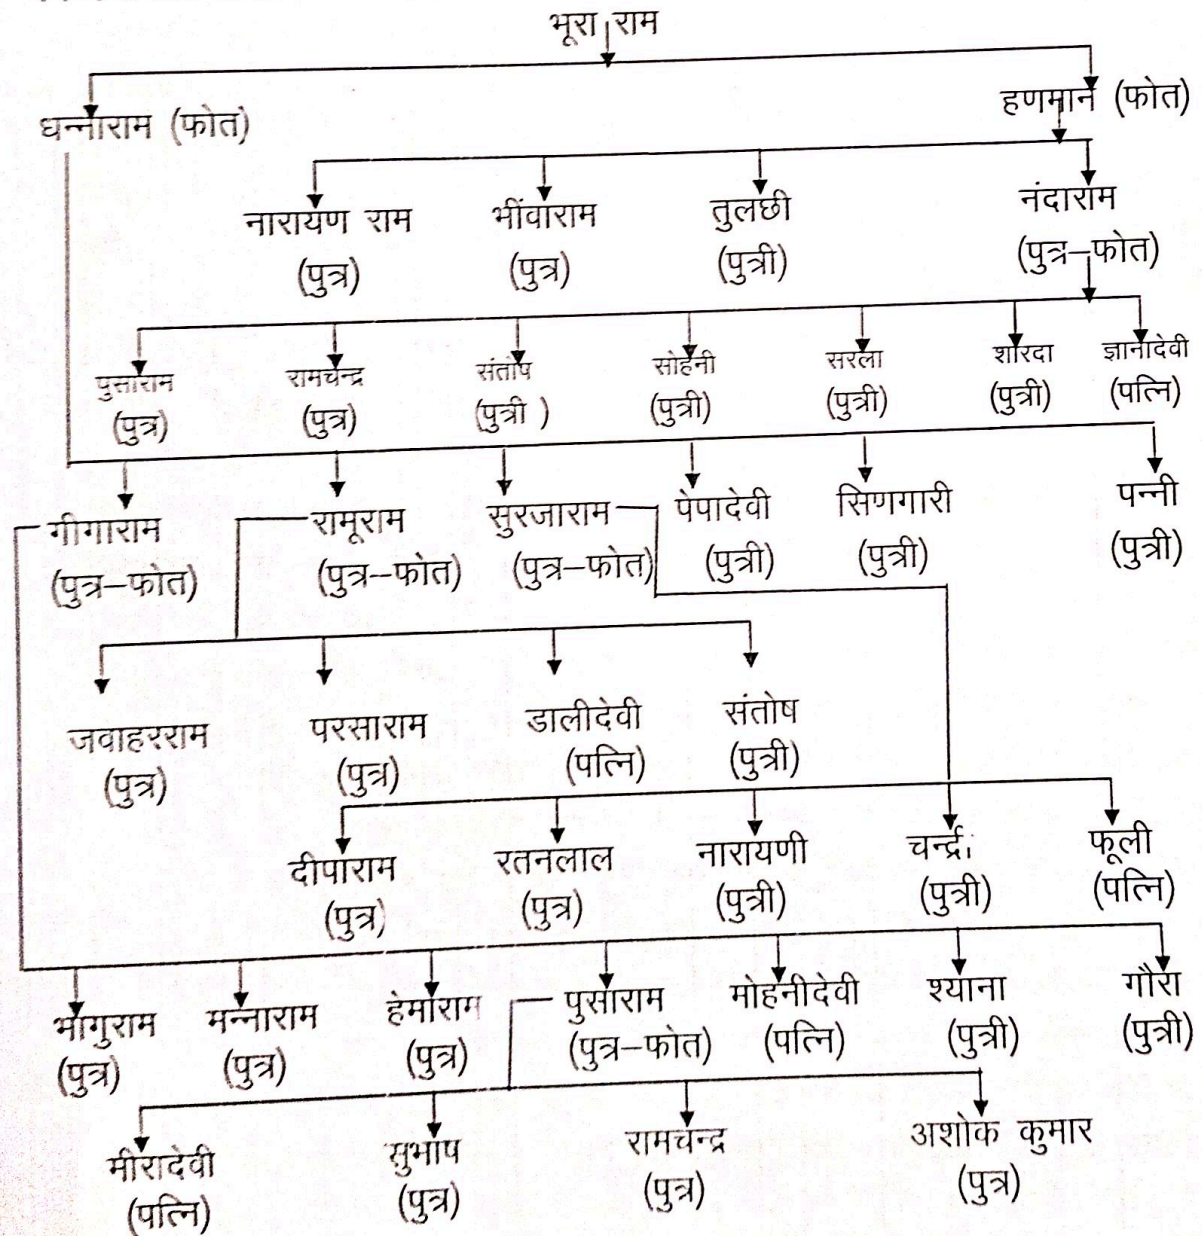 भूरा राम
धन्नाराम (फोत) हणमान (फोत)
नारायण राम भींवाराम तुलछी नंदाराम
(पुत्र) (पुत्र) (पुत्री) (पुत्र–फोत)
पुसाराम रामचन्द्र संतोष सोहनी सरला शारदा ज्ञानादेवी
(पुत्र) (पुत्र) (पुत्री ) (पुत्री) (पुत्री) (पुत्री) (पत्नि)
गीगाराम रामूराम सुरजाराम पेपादेवी सिणगारी पन्नी
(पुत्र–फोत) (पुत्र–फोत) (पुत्र–फोत) (पुत्री) (पुत्री) (पुत्री)
जवाहरराम परसाराम डालीदेवी संतोष
(पुत्र) (पुत्र) (पत्नि) (पुत्री)
दीपाराम रतनलाल नारायणी चर्न्द्रा फूली
(पुत्र) (पुत्र) (पुत्री) (पुत्री) (पत्नि)
भागुराम मन्नाराम हेमाराम पुसाराम मोहनीदेवी श्याना गौरा
(पुत्र) (पुत्र) (पुत्र) (पुत्र–फोत) (पत्नि) (पुत्री) (पुत्री)
मीरादेवी सुभाष रामचन्द्र अशोक कुमार
(पत्नि) (पुत्र) (पुत्र) (पुत्र)